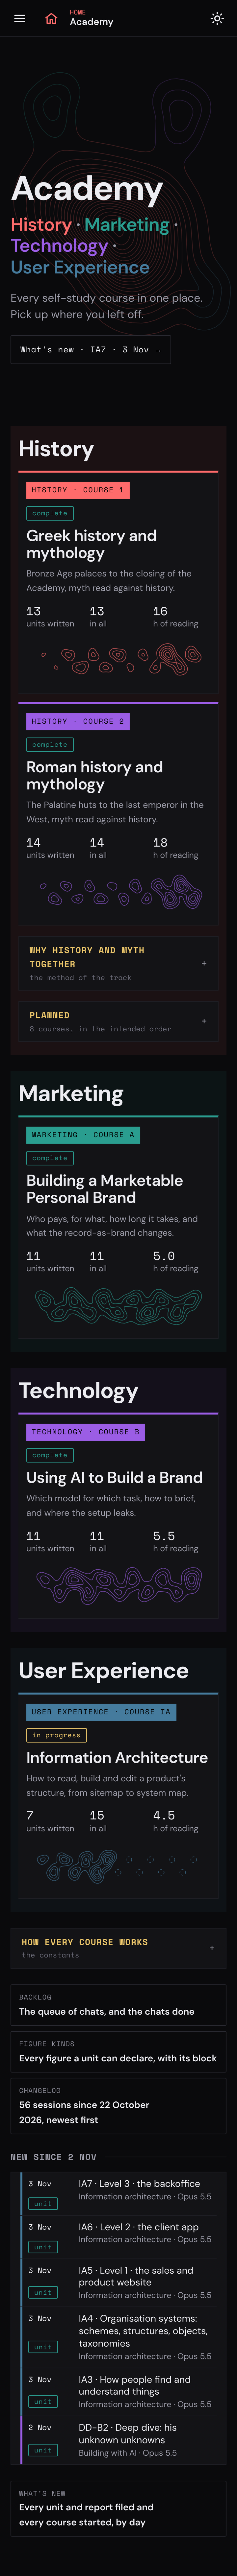 HOME
Academy
Academy
History · Marketing ·
Technology ·
User Experience
Every self-study course in one place.
Pick up where you left off.
What's new · IA7 · 3 Nov →
History
HISTORY · COURSE 1
complete
Greek history and
mythology
Bronze Age palaces to the closing of the
Academy, myth read against history.
13 13 16
units written in all h of reading
HISTORY · COURSE 2
complete
Roman history and
mythology
The Palatine huts to the last emperor in the
West, myth read against history.
14 14 18
units written in all h of reading
WHY HISTORY AND MYTH
TOGETHER
+
the method of the track
PLANNED
+
8 courses, in the intended order
Marketing
MARKETING · COURSE A
complete
Building a Marketable
Personal Brand
Who pays, for what, how long it takes, and
what the record-as-brand changes.
11 11 5.0
units written in all h of reading
Technology
TECHNOLOGY · COURSE B
complete
Using AI to Build a Brand
Which model for which task, how to brief,
and where the setup leaks.
11 11 5.5
units written in all h of reading
User Experience
USER EXPERIENCE · COURSE IA
in progress
Information Architecture
How to read, build and edit a product's
structure, from sitemap to system map.
7 15 4.5
units written in all h of reading
HOW EVERY COURSE WORKS
+
the constants
BACKLOG
The queue of chats, and the chats done
FIGURE KINDS
Every figure a unit can declare, with its block
CHANGELOG
56 sessions since 22 October
2026, newest first
NEW SINCE 2 NOV
3 Nov IA7 · Level 3 · the backoffice
Information architecture · Opus 5.5
unit
3 Nov IA6 · Level 2 · the client app
Information architecture · Opus 5.5
unit
3 Nov IA5 · Level 1 · the sales and
product website
unit Information architecture · Opus 5.5
3 Nov IA4 · Organisation systems:
schemes, structures, objects,
taxonomies
unit
Information architecture · Opus 5.5
3 Nov IA3 · How people find and
understand things
unit Information architecture · Opus 5.5
2 Nov DD-B2 · Deep dive: his
unknown unknowns
unit Building with AI · Opus 5.5
WHAT'S NEW
Every unit and report filed and
every course started, by day